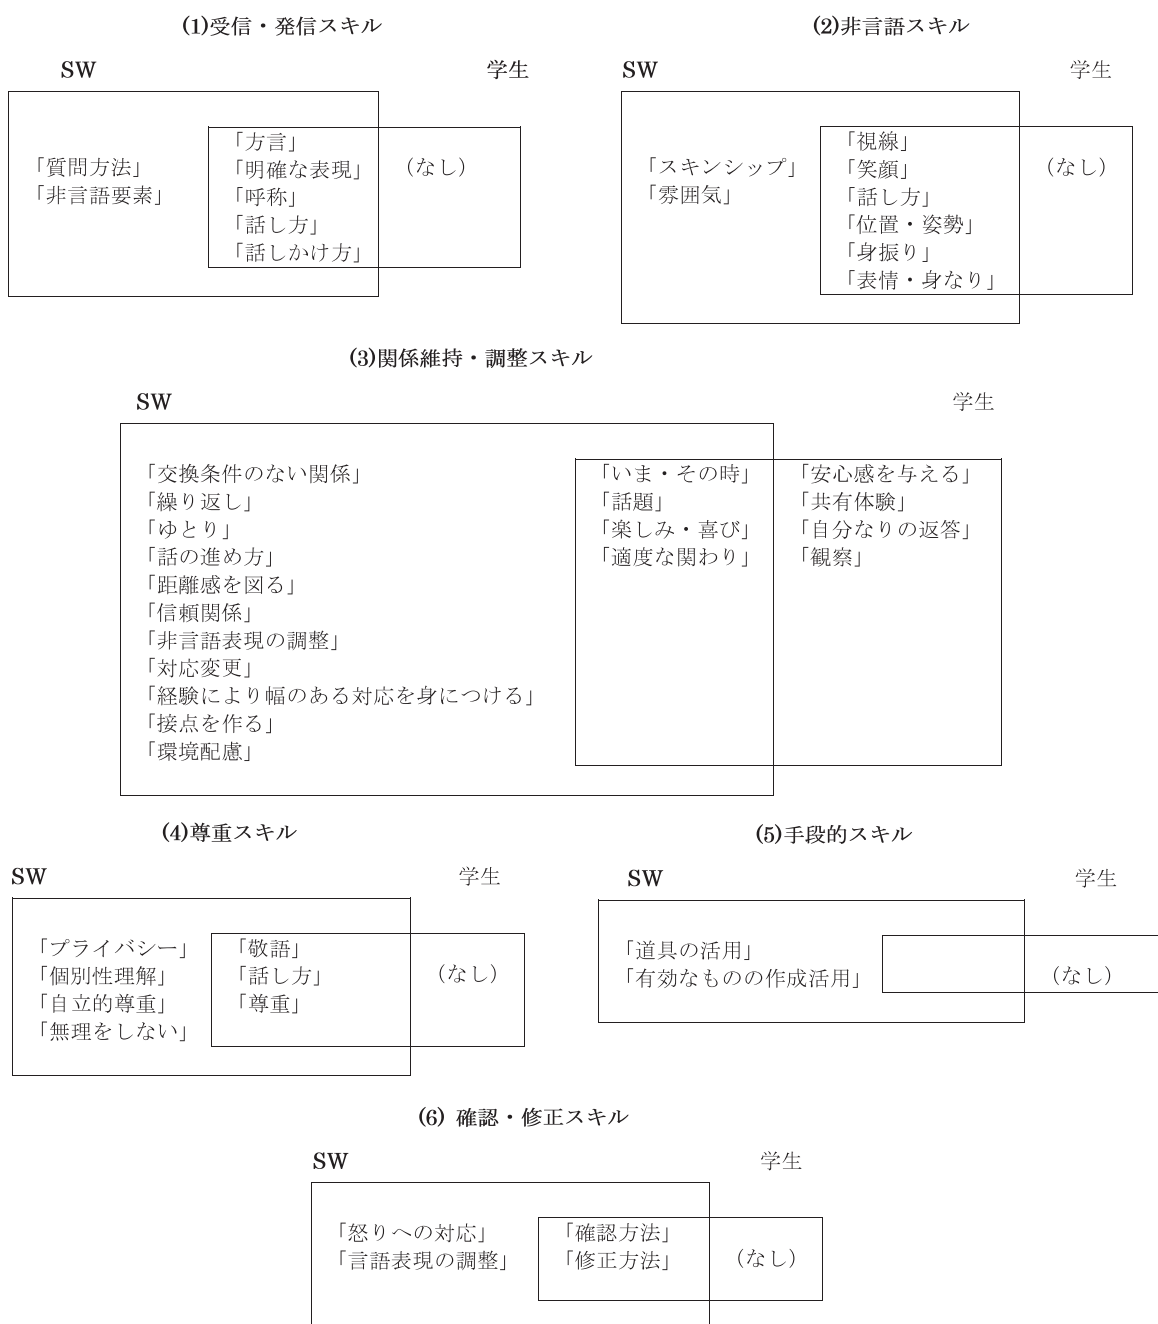 (1)受信・発信スキル
SW
学生
「質問方法」
「非言語要素」
「方言」
「明確な表現」
「呼称」
「話し方」
「話しかけ方」
（なし）
(2)非言語スキル
SW
学生
「スキンシップ」
「雰囲気」
「視線」
「笑顔」
「話し方」
「位置・姿勢」
「身振り」
「表情・身なり」
（なし）
(3)関係維持・調整スキル
SW
学生
「交換条件のない関係」
「繰り返し」
「ゆとり」
「話の進め方」
「距離感を図る」
「信頼関係」
「非言語表現の調整」
「対応変更」
「経験により幅のある対応を身につける」
「接点を作る」
「環境配慮」
「いま・その時」
「話題」
「楽しみ・喜び」
「適度な関わり」
「安心感を与える」
「共有体験」
「自分なりの返答」
「観察」
(4)尊重スキル
SW
学生
「プライバシー」
「個別性理解」
「自立的尊重」
「無理をしない」
「敬語」
「話し方」
「尊重」
（なし）
(5)手段的スキル
SW
学生
「道具の活用」
「有効なものの作成活用」
（なし）
(6) 確認・修正スキル
SW
学生
「怒りへの対応」
「言語表現の調整」
「確認方法」
「修正方法」
（なし）